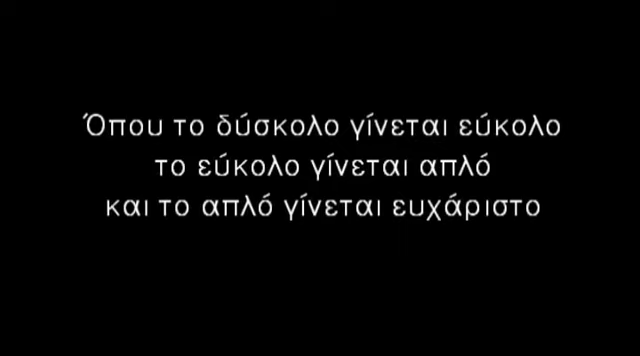 Όπου το δύσκολο γίνεται εύκολο
το εύκολο γίνεται απλό
και το απλό γίνεται ευχάριστο